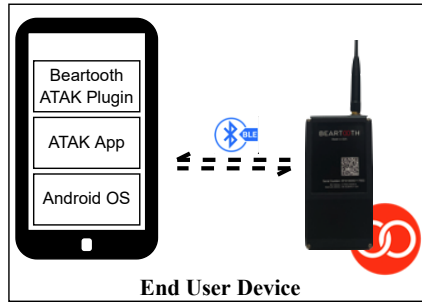 Beartooth
ATAK Plugin
ATAK App
Android OS
BLE
BEARTOOTH
End User Device